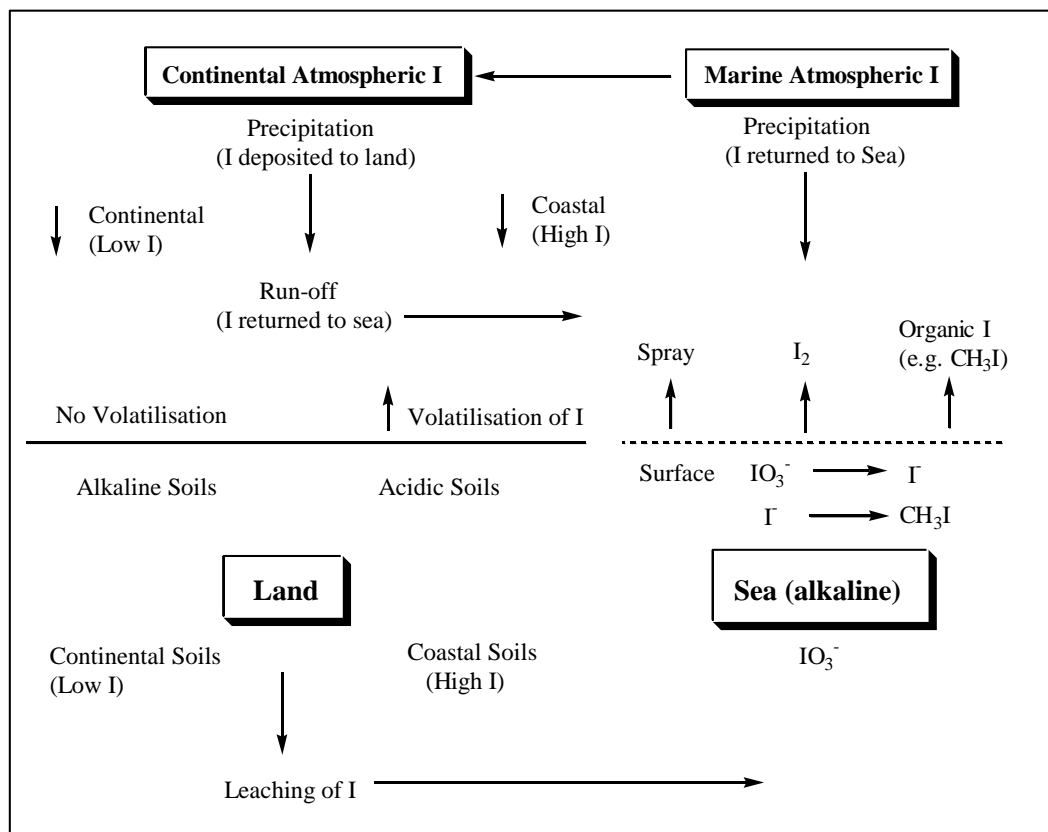 Continental Atmospheric I
Marine Atmospheric I
Precipitation
(I deposited to land)
Precipitation
(I returned to Sea)
Continental
(Low I)
Coastal
(High I)
Run-off
(I returned to sea)
Spray
I₂
Organic I
(e.g. CH₃I)
No Volatilisation
Volatilisation of I
Alkaline Soils
Acidic Soils
Surface
IO₃⁻
I⁻
I⁻
CH₃I
Land
Sea (alkaline)
Continental Soils
(Low I)
Coastal Soils
(High I)
IO₃⁻
Leaching of I